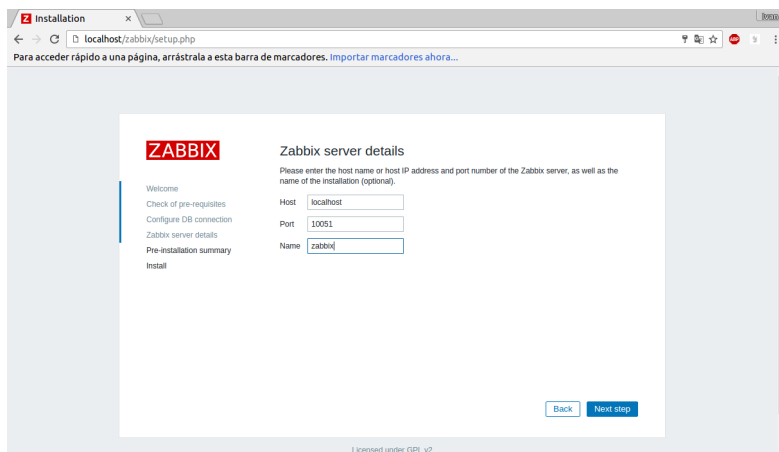 Installation
Ivan
localhost/zabbix/setup.php
Para acceder rápido a una página, arrástrala a esta barra de marcadores. Importar marcadores ahora...
ZABBIX
Welcome
Check of pre-requisites
Configure DB connection
Zabbix server details
Pre-installation summary
Install
Zabbix server details
Please enter the host name or host IP address and port number of the Zabbix server, as well as the
name of the installation (optional).
Host localhost
Port 10051
Name zabbix
Back Next step
Licensed under GPL v2